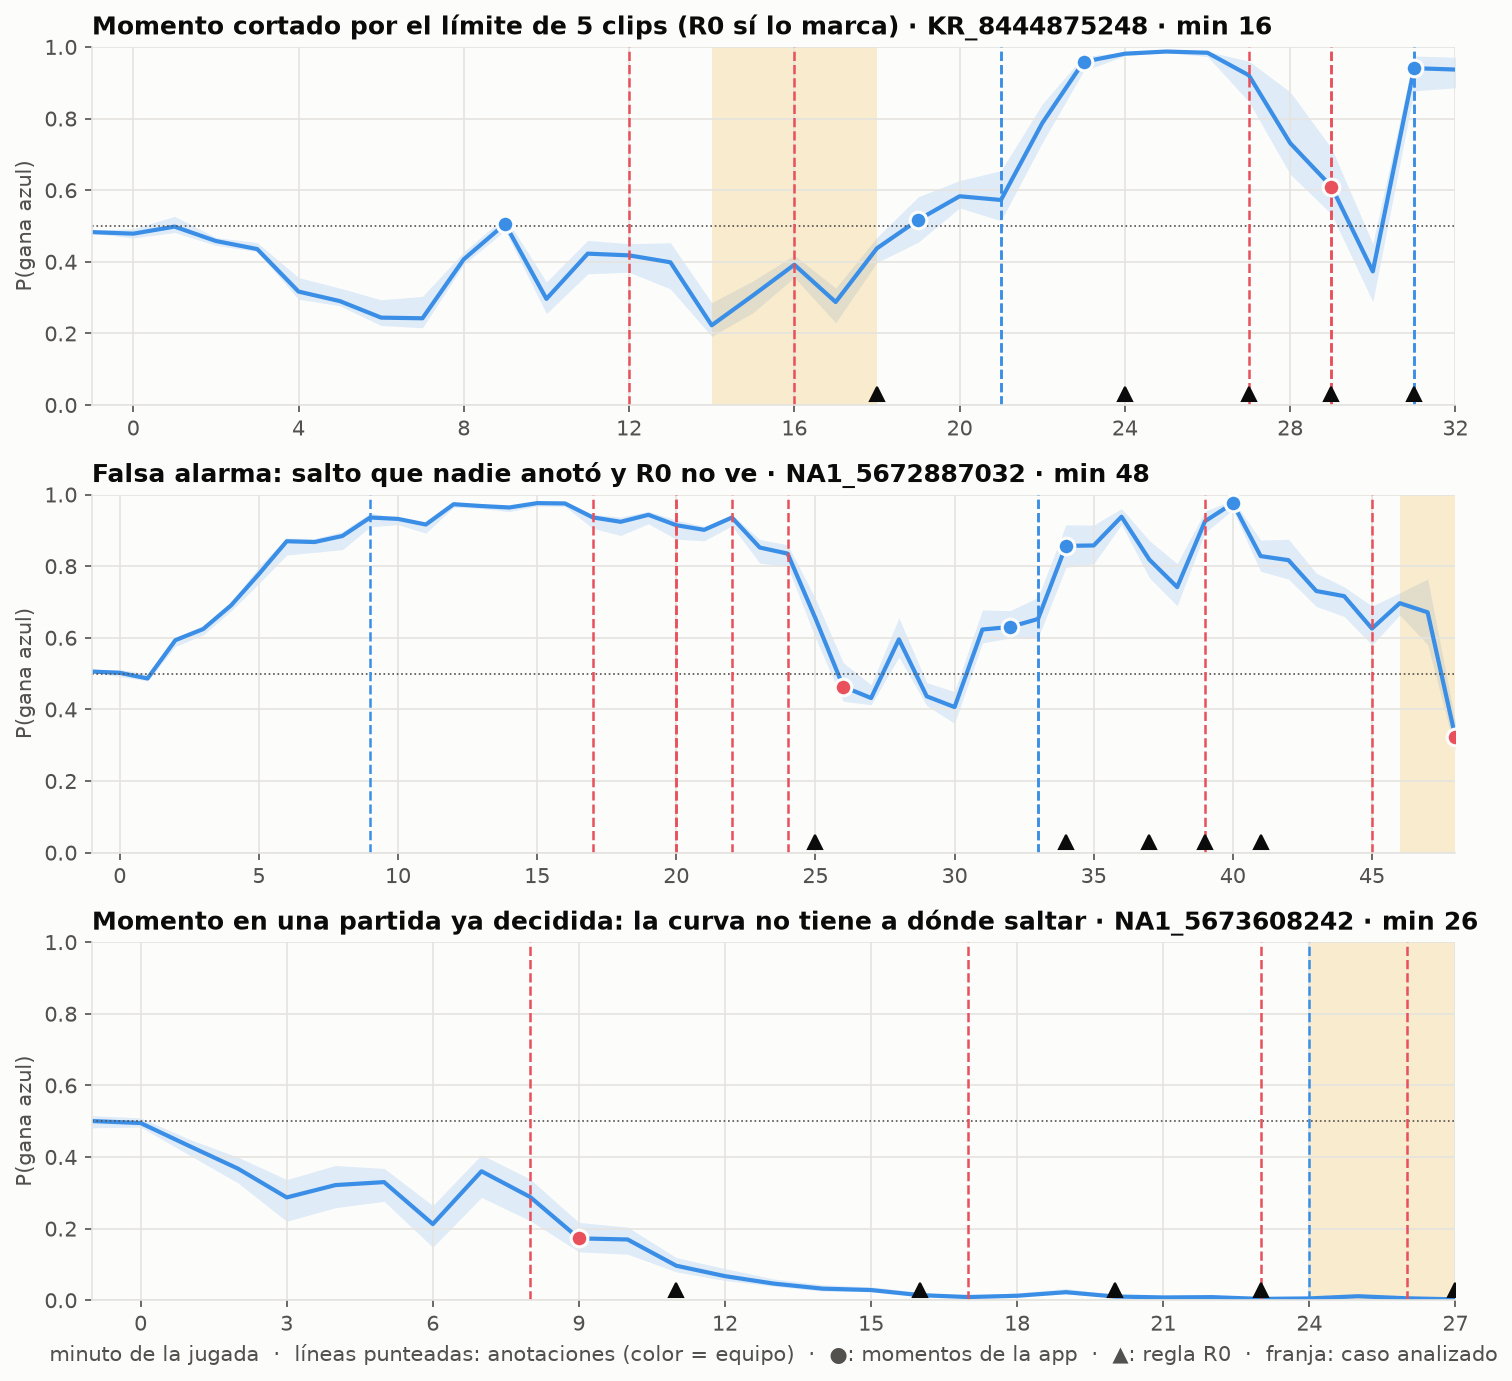 Momento cortado por el límite de 5 clips (R0 sí lo marca) · KR_8444875248 · min 16
P(gana azul)
1.0
0.8
0.6
0.4
0.2
0.0
0 4 8 12 16 20 24 28 32
Falsa alarma: salto que nadie anotó y R0 no ve · NA1_5672887032 · min 48
P(gana azul)
1.0
0.8
0.6
0.4
0.2
0.0
0 5 10 15 20 25 30 35 40 45
Momento en una partida ya decidida: la curva no tiene a dónde saltar · NA1_5673608242 · min 26
P(gana azul)
1.0
0.8
0.6
0.4
0.2
0.0
0 3 6 9 12 15 18 21 24 27
minuto de la jugada · líneas punteadas: anotaciones (color = equipo) · ●: momentos de la app · ▲: regla R0 · franja: caso analizado